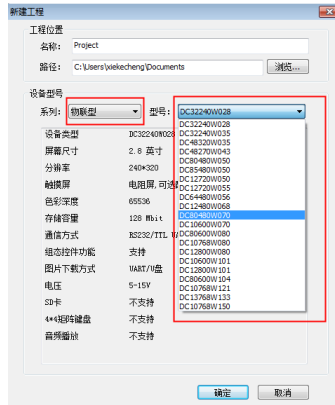 新建工程
工程位置
名称: Project
路径: C:\Users\xiekecheng\Documents 浏览...
设备型号
系列: 物联型 型号: DC32240W028
设备类型 DC32240W028
屏幕尺寸 2.8 英寸
分辨率 240*320
触摸屏 电阻屏,可选
色彩深度 65536
存储容量 128 Mbit
通信方式 RS232/TTL
组态控件功能 支持
图片下载方式 UART/U盘
电压 5-15V
SD卡 不支持
4*4矩阵键盘 不支持
音频播放 不支持
DC32240W028
DC32240W035
DC48320W035
DC48270W043
DC80480W050
DC85480W050
DC12720W050
DC12720W055
DC64480W056
DC12480W068
DC80480W070
DC10600W070
DC80600W080
DC10768W080
DC12800W080
DC10600W101
DC12800W101
DC80600W104
DC10768W121
DC13768W133
DC10768W150
确定 取消